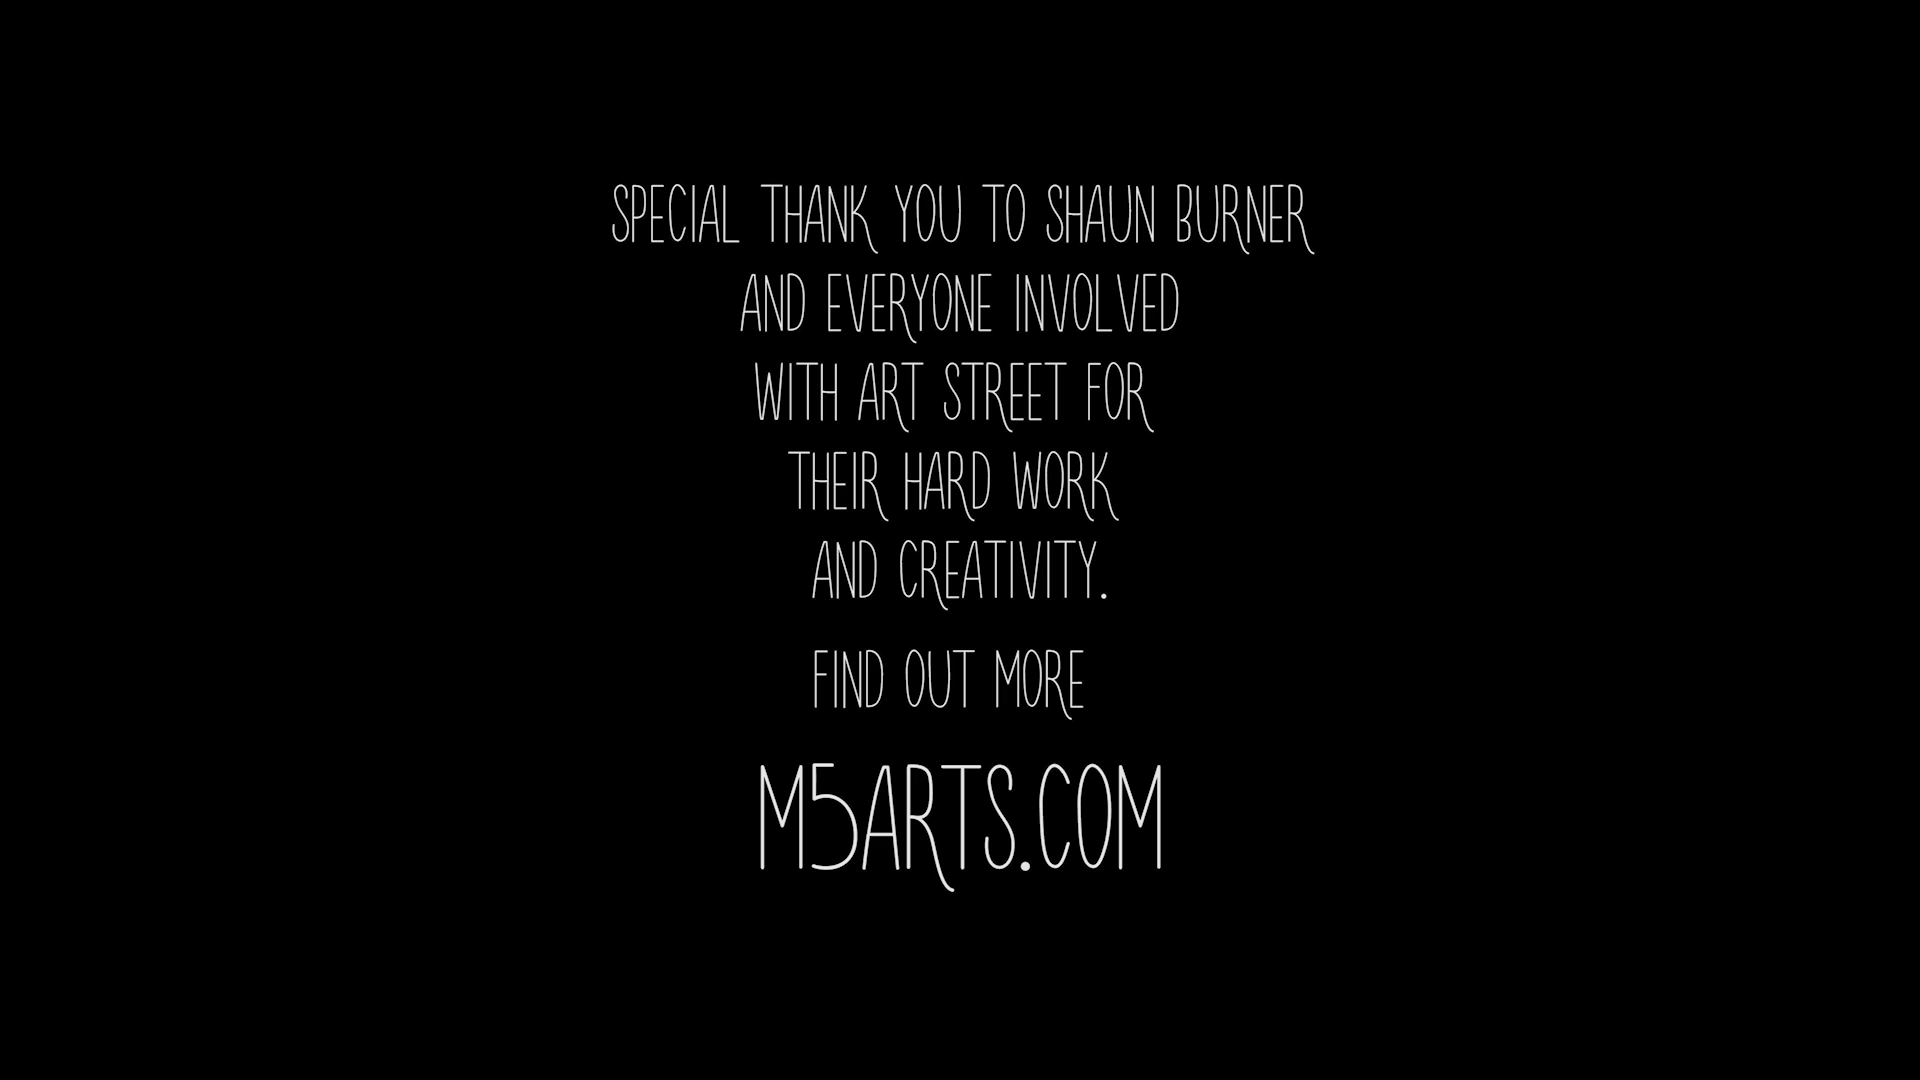 SPECIAL THANK YOU TO SHAUN BURNER
AND EVERYONE INVOLVED
WITH ART STREET FOR
THEIR HARD WORK
AND CREATIVITY.
FIND OUT MORE
M5ARTS.COM